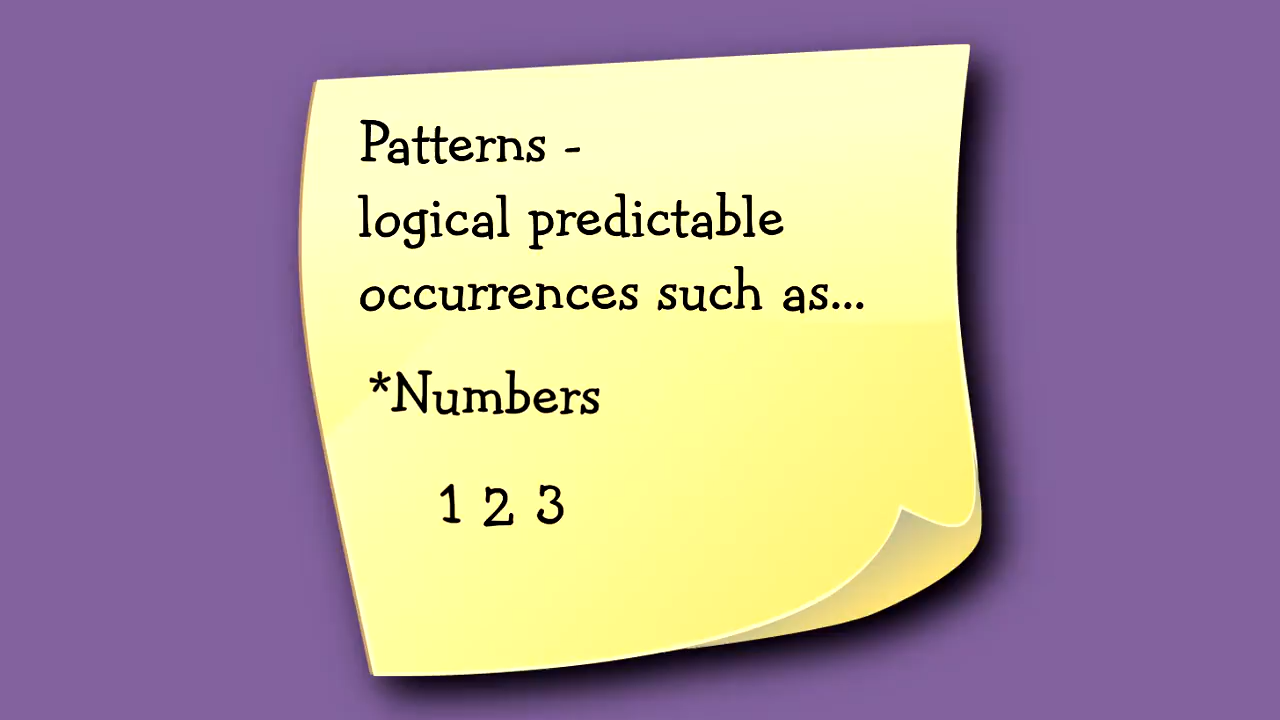 Patterns -
logical predictable
occurrences such as...
*Numbers
1 2 3